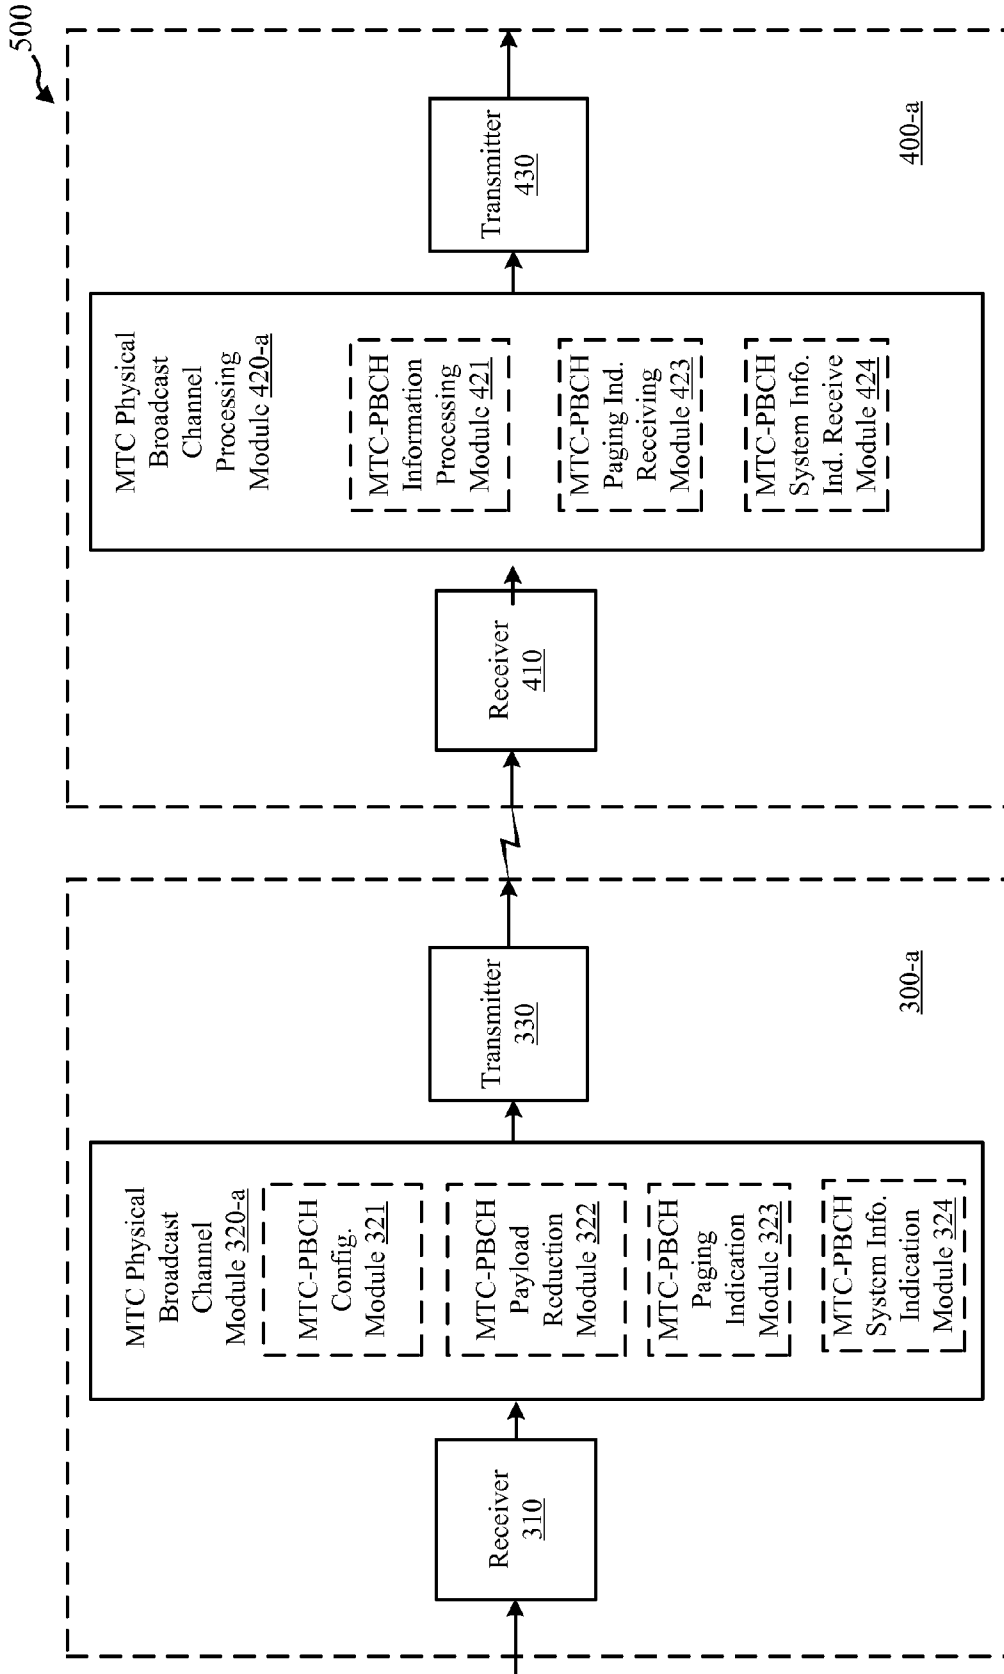 500
Receiver
310
MTC Physical
Broadcast
Channel
Module 320-a
MTC-PBCH
Config.
Module 321
MTC-PBCH
Payload
Reduction
Module 322
MTC-PBCH
Paging
Indication
Module 323
MTC-PBCH
System Info.
Indication
Module 324
Transmitter
330
300-a
Receiver
410
MTC Physical
Broadcast
Channel
Processing
Module 420-a
MTC-PBCH
Information
Processing
Module 421
MTC-PBCH
Paging Ind.
Receiving
Module 423
MTC-PBCH
System Info.
Ind. Receive
Module 424
Transmitter
430
400-a